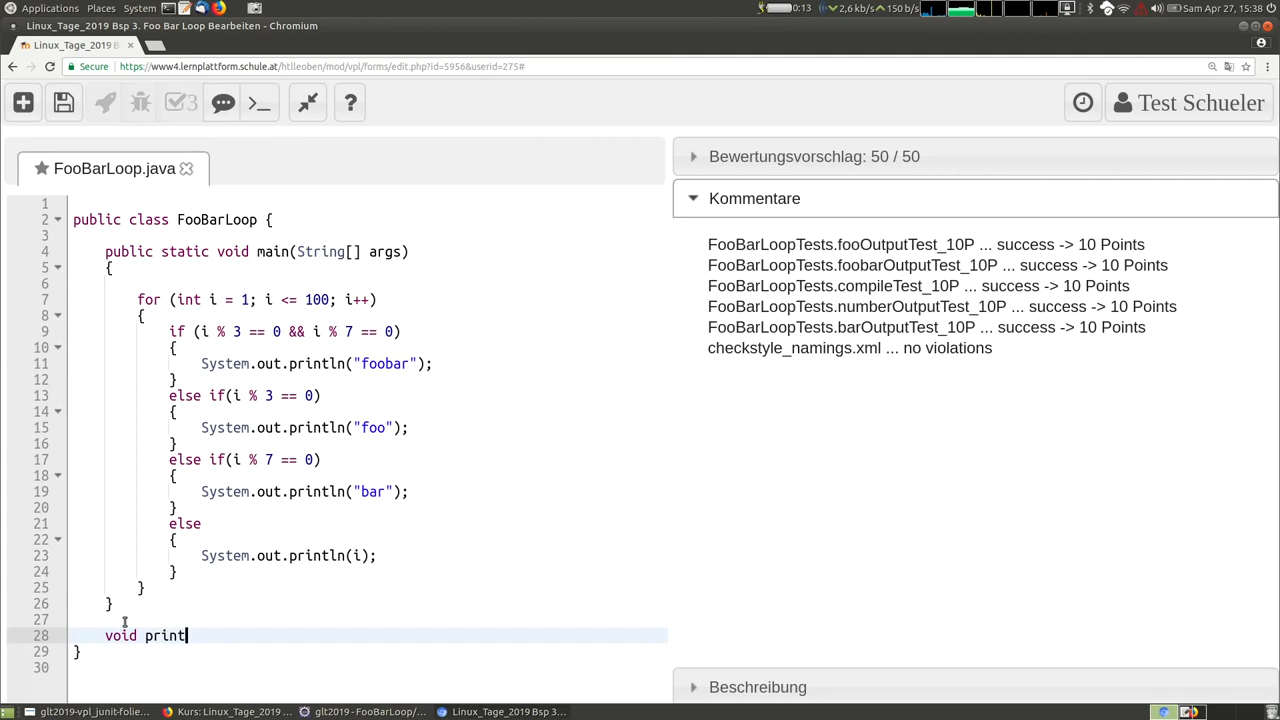 Applications Places System 0:13 2,6 kB/s 150 B/s Sam Apr 27, 15:38
Linux_Tage_2019 Bsp 3. Foo Bar Loop Bearbeiten - Chromium
Linux_Tage_2019 B
Secure https://www4.lernplattform.schule.at/htlleoben/mod/vpl/forms/edit.php?id=5956&userid=275#
3 Test Schueler
FooBarLoop.java
Bewertungsvorschlag: 50 / 50
Kommentare
FooBarLoopTests.fooOutputTest_10P ... success -> 10 Points
FooBarLoopTests.foobarOutputTest_10P ... success -> 10 Points
FooBarLoopTests.compileTest_10P ... success -> 10 Points
FooBarLoopTests.numberOutputTest_10P ... success -> 10 Points
FooBarLoopTests.barOutputTest_10P ... success -> 10 Points
checkstyle_namings.xml ... no violations
1
2 public class FooBarLoop {
3
4 public static void main(String[] args)
5 {
6
7 for (int i = 1; i <= 100; i++)
8 {
9 if (i % 3 == 0 && i % 7 == 0)
10 {
11 System.out.println("foobar");
12 }
13 else if(i % 3 == 0)
14 {
15 System.out.println("foo");
16 }
17 else if(i % 7 == 0)
18 {
19 System.out.println("bar");
20 }
21 else
22 {
23 System.out.println(i);
24 }
25 }
26 }
27
28 void print
29 }
30
Beschreibung
glt2019-vpl_junit-folie... Kurs: Linux_Tage_2019 ... glt2019 - FooBarLoop/... Linux_Tage_2019 Bsp 3...